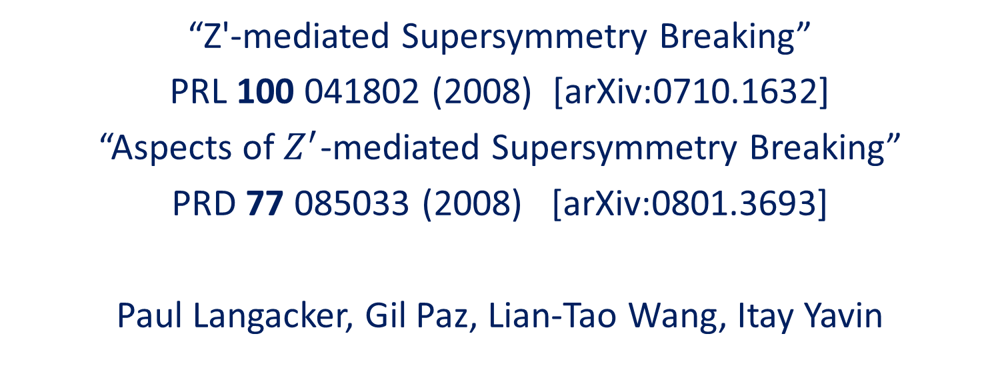 “Z'-mediated Supersymmetry Breaking”
PRL 100 041802 (2008) [arXiv:0710.1632]
“Aspects of Z′-mediated Supersymmetry Breaking”
PRD 77 085033 (2008) [arXiv:0801.3693]
Paul Langacker, Gil Paz, Lian-Tao Wang, Itay Yavin